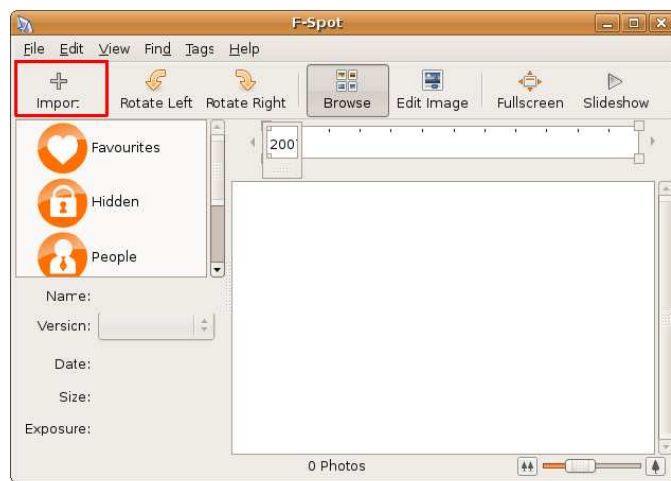 F-Spot
File Edit View Find Tags Help
Import Rotate Left Rotate Right Browse Edit Image Fullscreen Slideshow
Favourites
200
Hidden
People
Name:
Version:
Date:
Size:
Exposure:
0 Photos